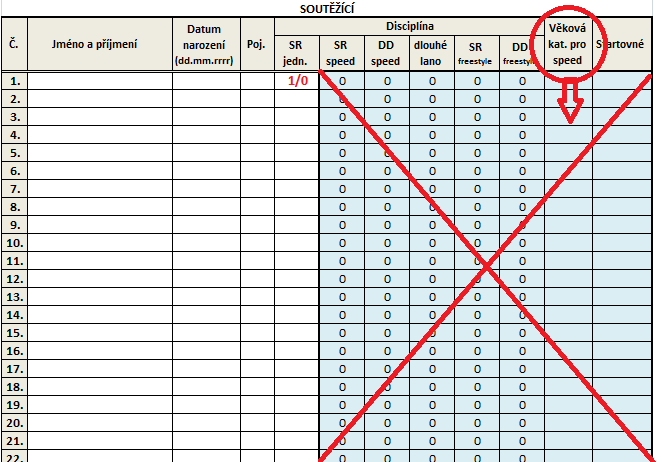 SOUTĚŽÍCÍ
Č. Jméno a příjmení Datum narození (dd.mm.rrrr) Poj. Disciplína Věková kat. pro speed Startovné
SR jedn. SR speed DD speed dlouhé lano SR freestyle DD freestyle
1. 1/0 0 0 0 0 0
2. 0 0 0 0 0
3. 0 0 0 0 0
4. 0 0 0 0 0
5. 0 0 0 0 0
6. 0 0 0 0 0
7. 0 0 0 0 0
8. 0 0 0 0 0
9. 0 0 0 0 0
10. 0 0 0 0 0
11. 0 0 0 0 0
12. 0 0 0 0 0
13. 0 0 0 0 0
14. 0 0 0 0 0
15. 0 0 0 0 0
16. 0 0 0 0 0
17. 0 0 0 0 0
18. 0 0 0 0 0
19. 0 0 0 0 0
20. 0 0 0 0 0
21. 0 0 0 0 0
22. 0 0 0 0 0